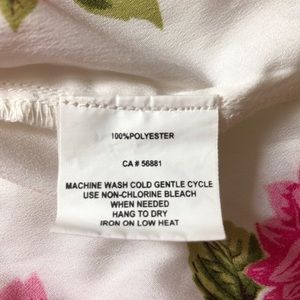 100%POLYESTER
CA # 56881
MACHINE WASH COLD GENTLE CYCLE
USE NON-CHLORINE BLEACH
WHEN NEEDED
HANG TO DRY
IRON ON LOW HEAT